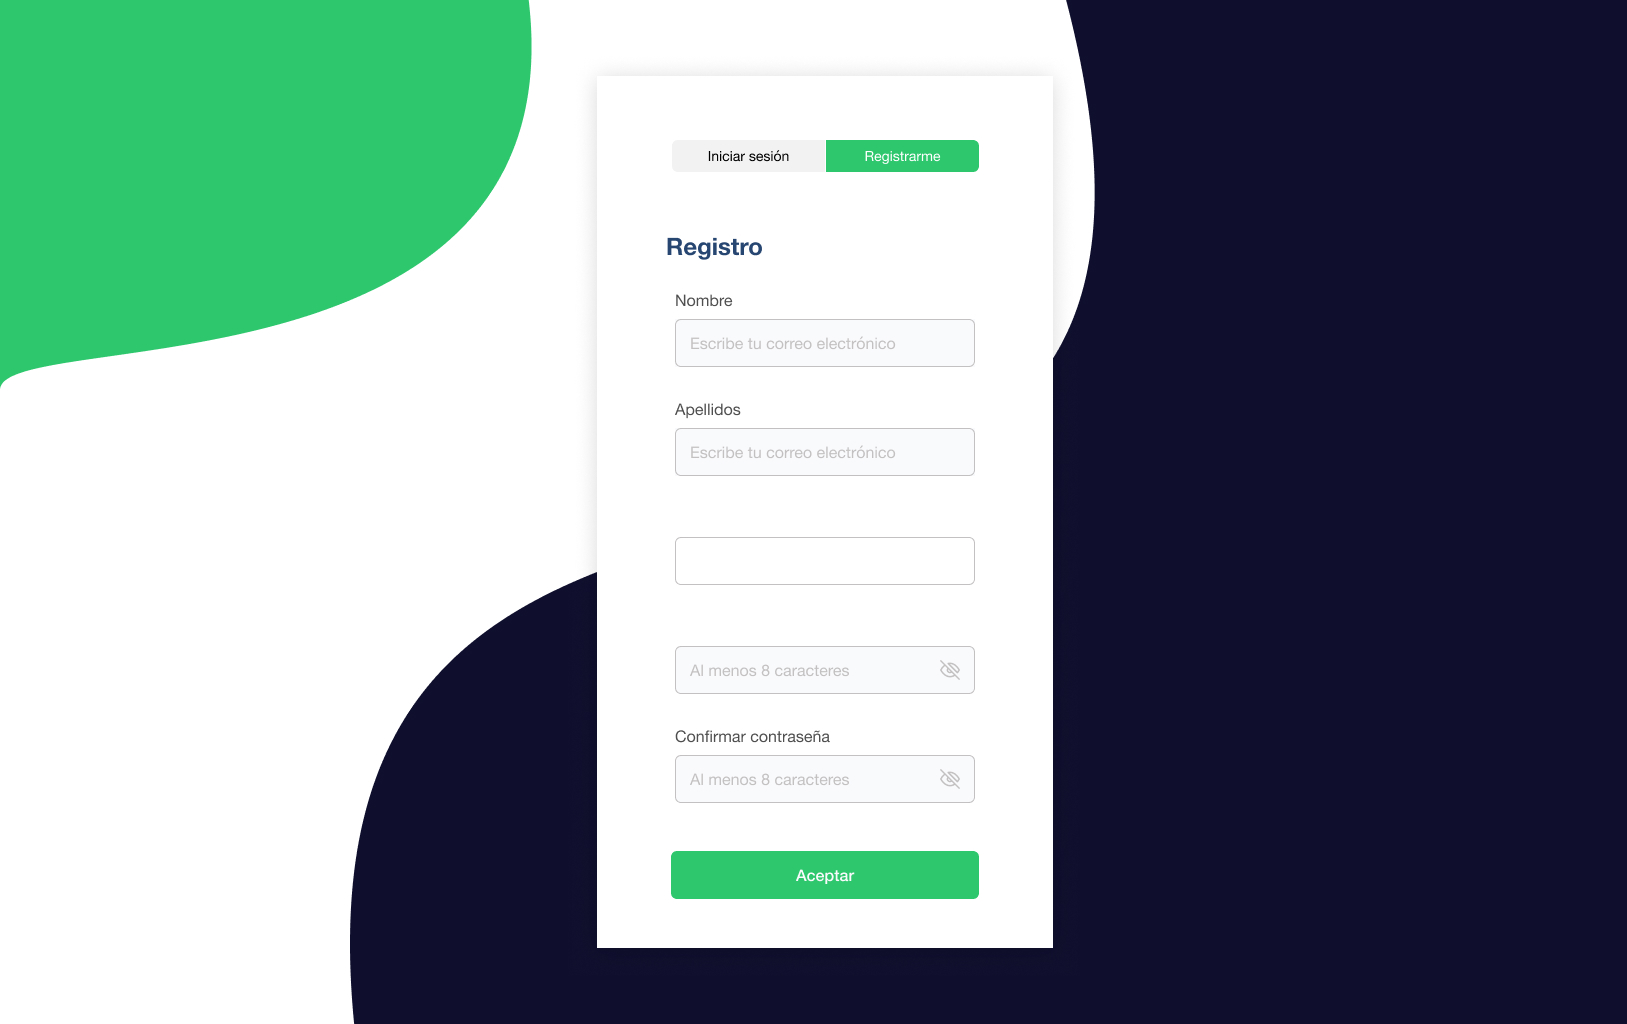 Iniciar sesión Registrarme
Registro
Nombre
Escribe tu correo electrónico
Apellidos
Escribe tu correo electrónico
Al menos 8 caracteres
Confirmar contraseña
Al menos 8 caracteres
Aceptar